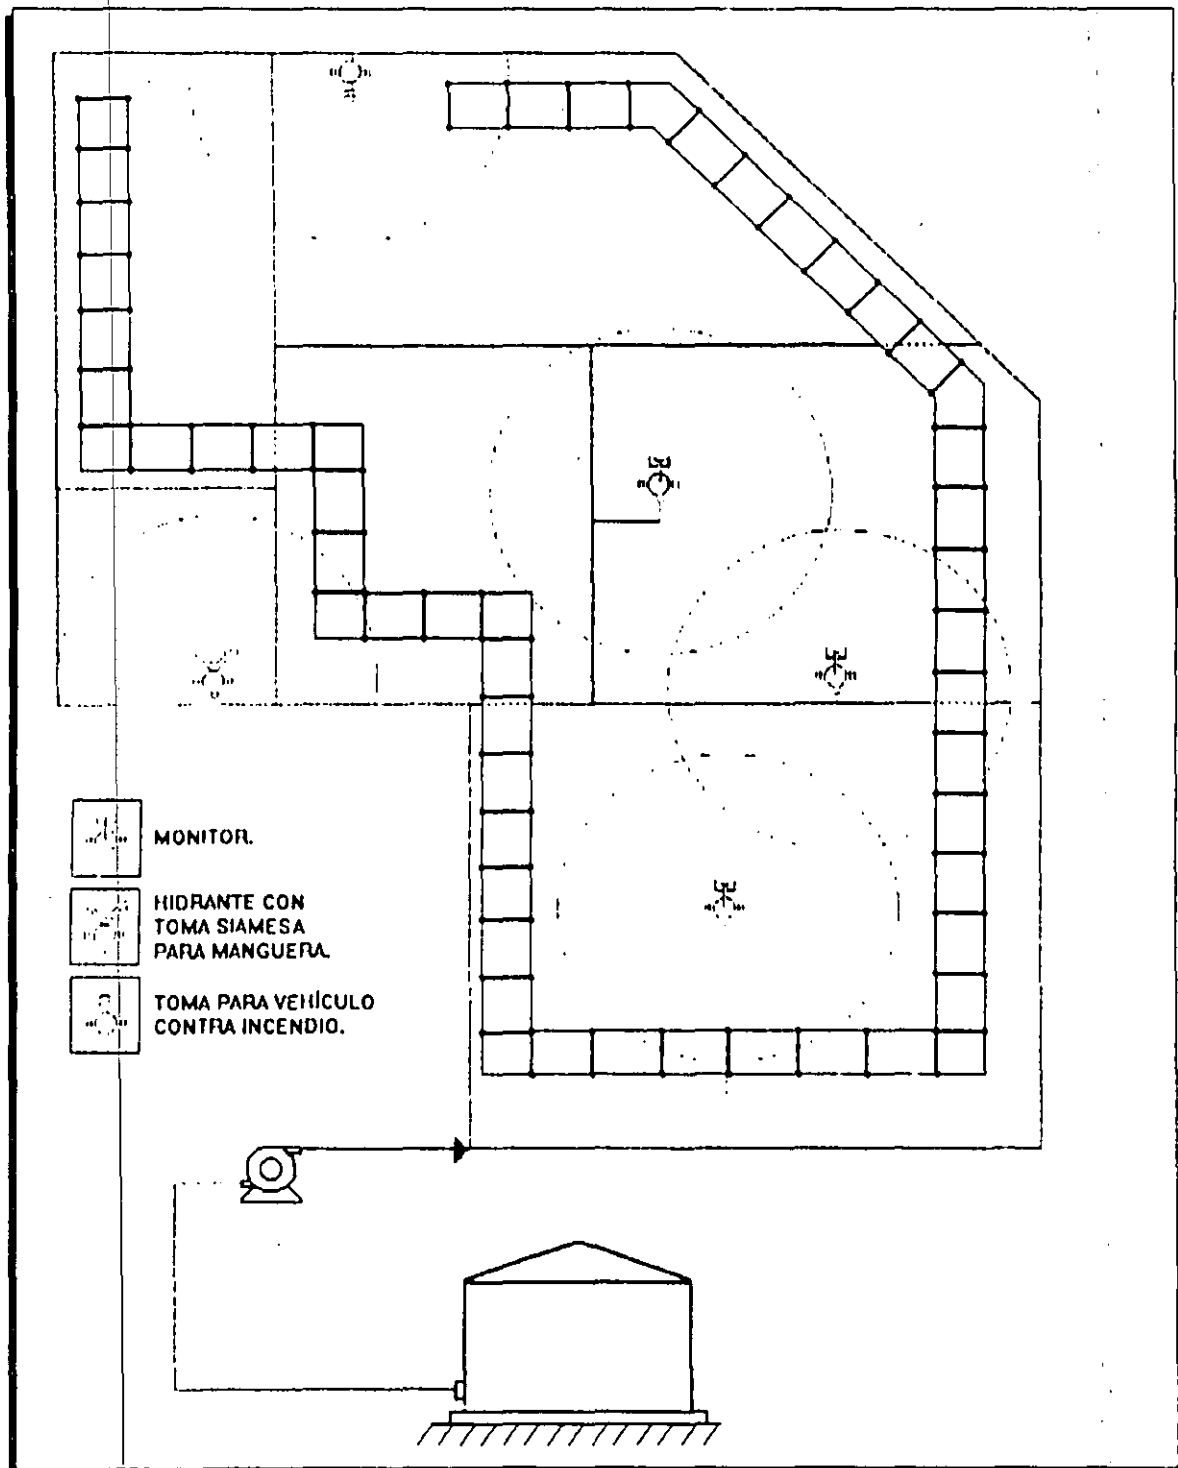 MONITOR.
HIDRANTE CON
TOMA SIAMESA
PARA MANGUERA.
TOMA PARA VEHÍCULO
CONTRA INCENDIO.